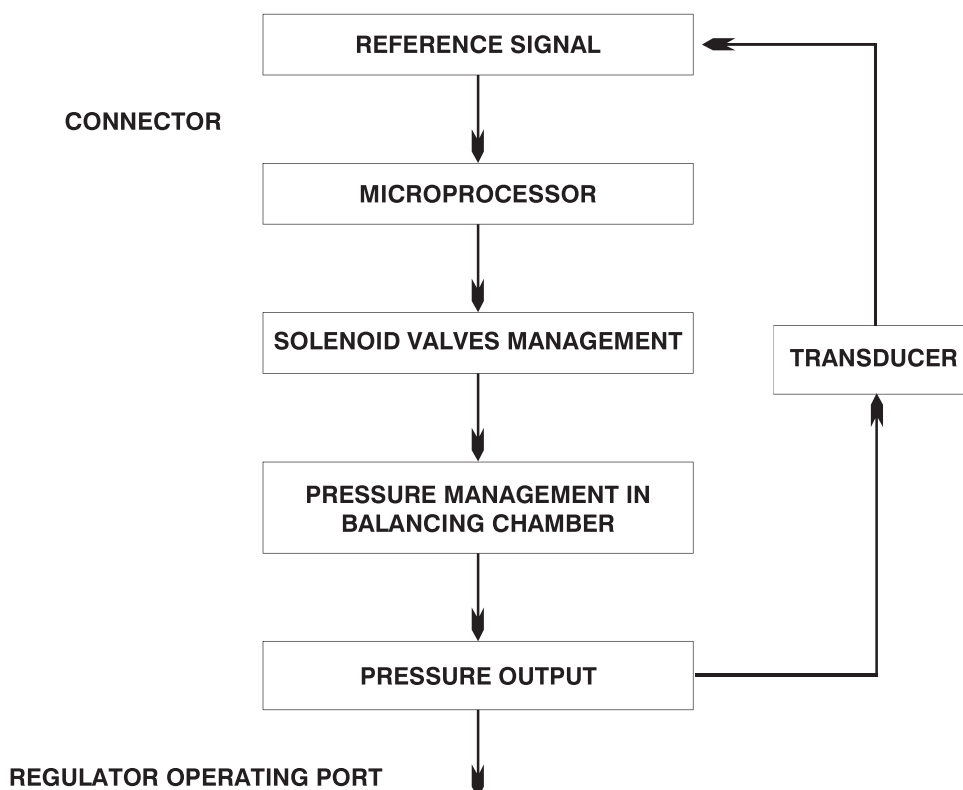 REFERENCE SIGNAL
CONNECTOR
MICROPROCESSOR
SOLENOID VALVES MANAGEMENT
TRANSDUCER
PRESSURE MANAGEMENT IN
BALANCING CHAMBER
PRESSURE OUTPUT
REGULATOR OPERATING PORT